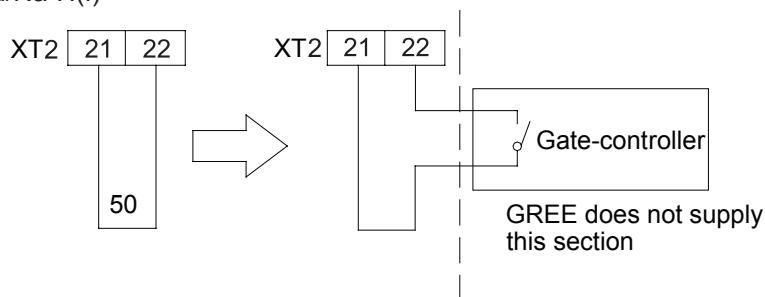 XT2 21 22
XT2 21 22
50
Gate-controller
GREE does not supply
this section